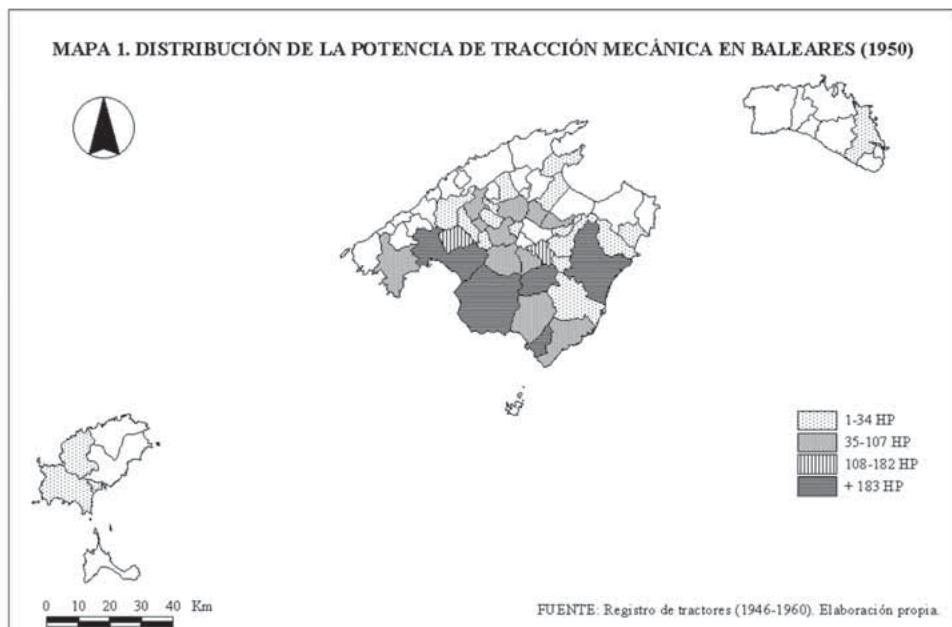 MAPA 1. DISTRIBUCIÓN DE LA POTENCIA DE TRACCIÓN MECÁNICA EN BALEARES (1950)
1-34 HP
35-107 HP
108-182 HP
+ 183 HP
0 10 20 30 40 Km
FUENTE: Registro de tractores (1946-1960). Elaboración propia.